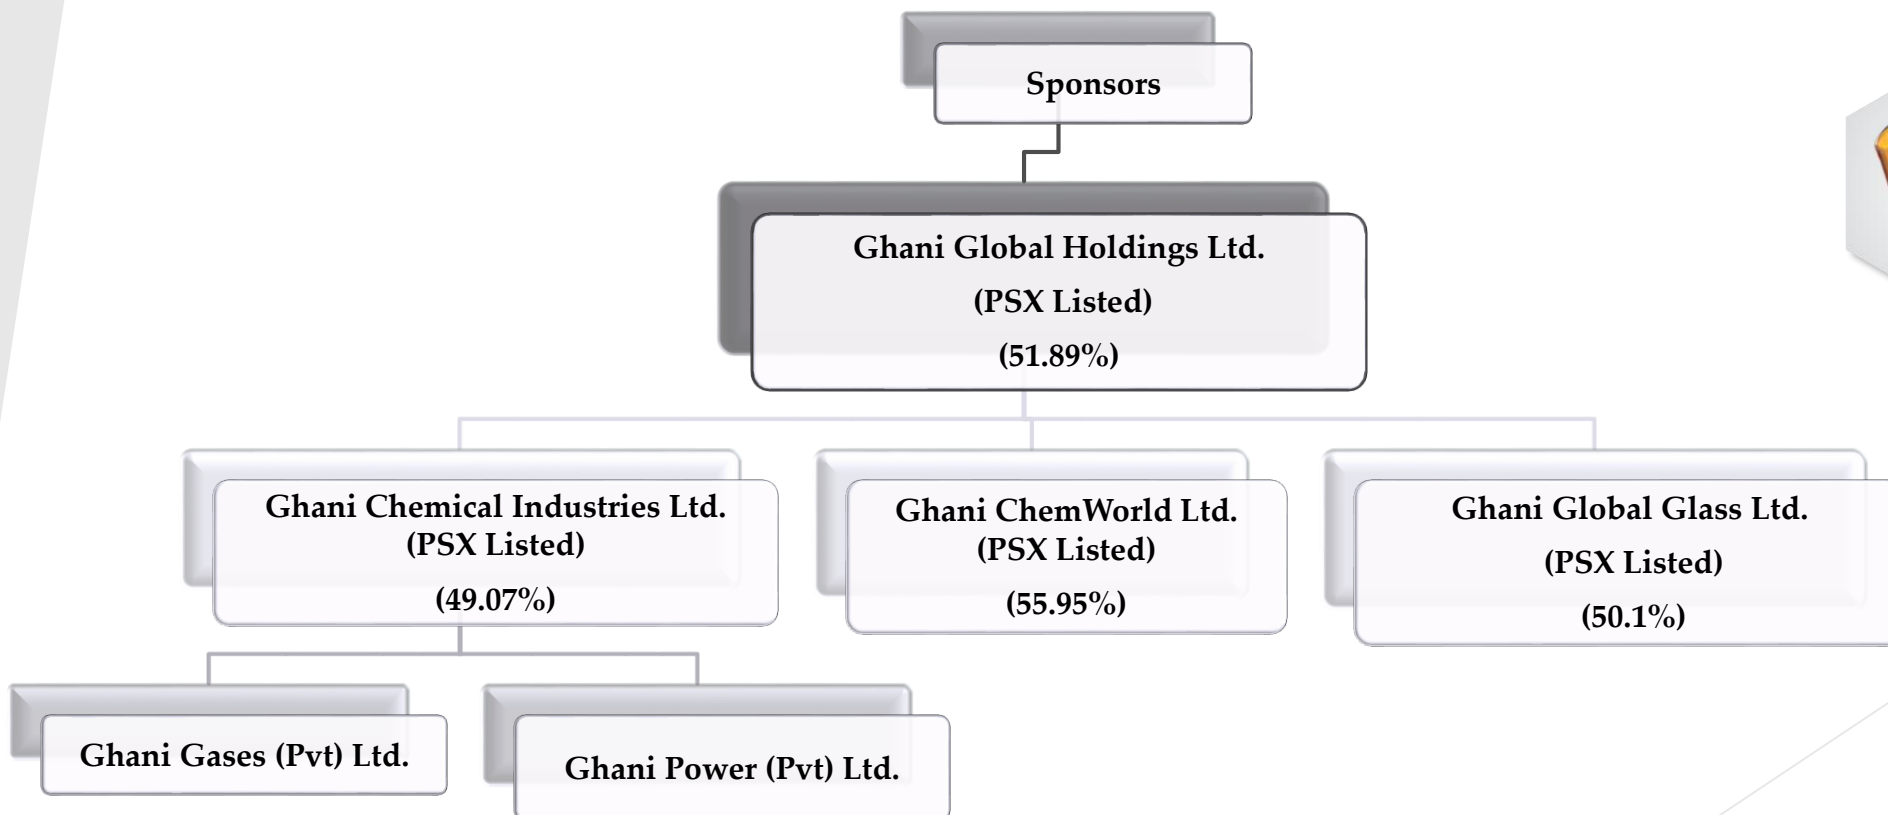 Sponsors
Ghani Global Holdings Ltd.
(PSX Listed)
(51.89%)
Ghani Chemical Industries Ltd.
(PSX Listed)
(49.07%)
Ghani ChemWorld Ltd.
(PSX Listed)
(55.95%)
Ghani Global Glass Ltd.
(PSX Listed)
(50.1%)
Ghani Gases (Pvt) Ltd.
Ghani Power (Pvt) Ltd.